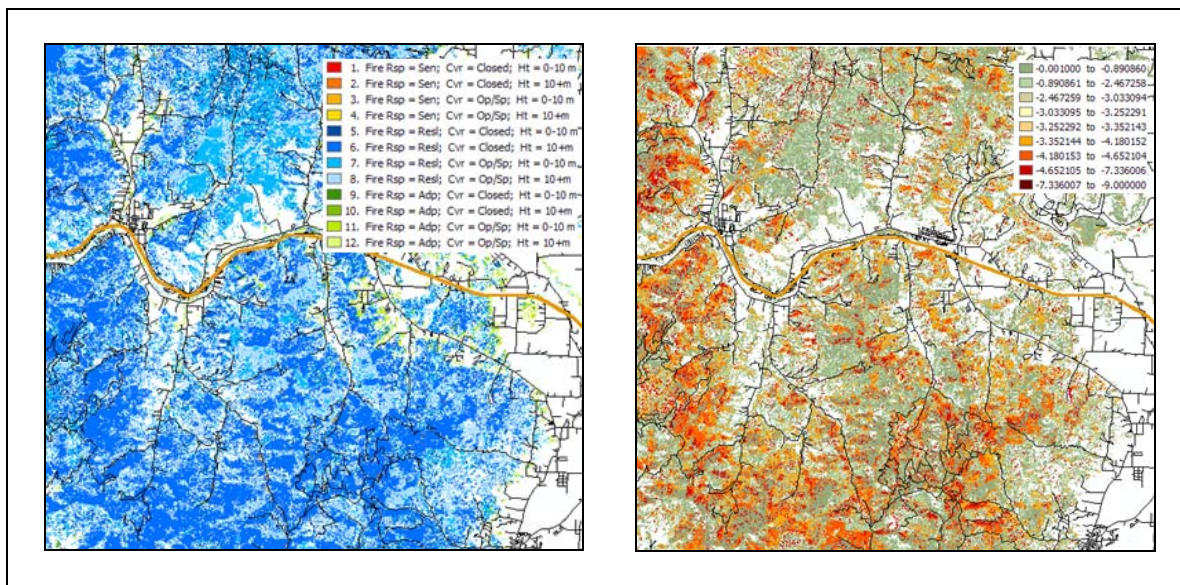 1. Fire Rsp = Sen; Cvr = Closed; Ht = 0-10 m
2. Fire Rsp = Sen; Cvr = Closed; Ht = 10+m
3. Fire Rsp = Sen; Cvr = Op/Sp; Ht = 0-10 m
4. Fire Rsp = Sen; Cvr = Op/Sp; Ht = 10+m
5. Fire Rsp = Resl; Cvr = Closed; Ht = 0-10 m
6. Fire Rsp = Resl; Cvr = Closed; Ht = 10+m
7. Fire Rsp = Resl; Cvr = Op/Sp; Ht = 0-10 m
8. Fire Rsp = Resl; Cvr = Op/Sp; Ht = 10+m
9. Fire Rsp = Adp; Cvr = Closed; Ht = 0-10 m
10. Fire Rsp = Adp; Cvr = Closed; Ht = 10+m
11. Fire Rsp = Adp; Cvr = Op/Sp; Ht = 0-10 m
12. Fire Rsp = Adp; Cvr = Op/Sp; Ht = 10+m
-0.001000 to -0.890860
-0.890861 to -2.467258
-2.467259 to -3.033094
-3.033095 to -3.252291
-3.252292 to -3.352143
-3.352144 to -4.180152
-4.180153 to -4.652104
-4.652105 to -7.336006
-7.336007 to -9.000000